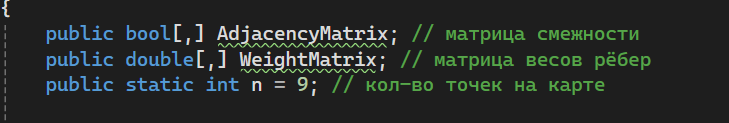 {
public bool[,] AdjacencyMatrix; // матрица смежности
public double[,] WeightMatrix; // матрица весов рёбер
public static int n = 9; // кол-во точек на карте